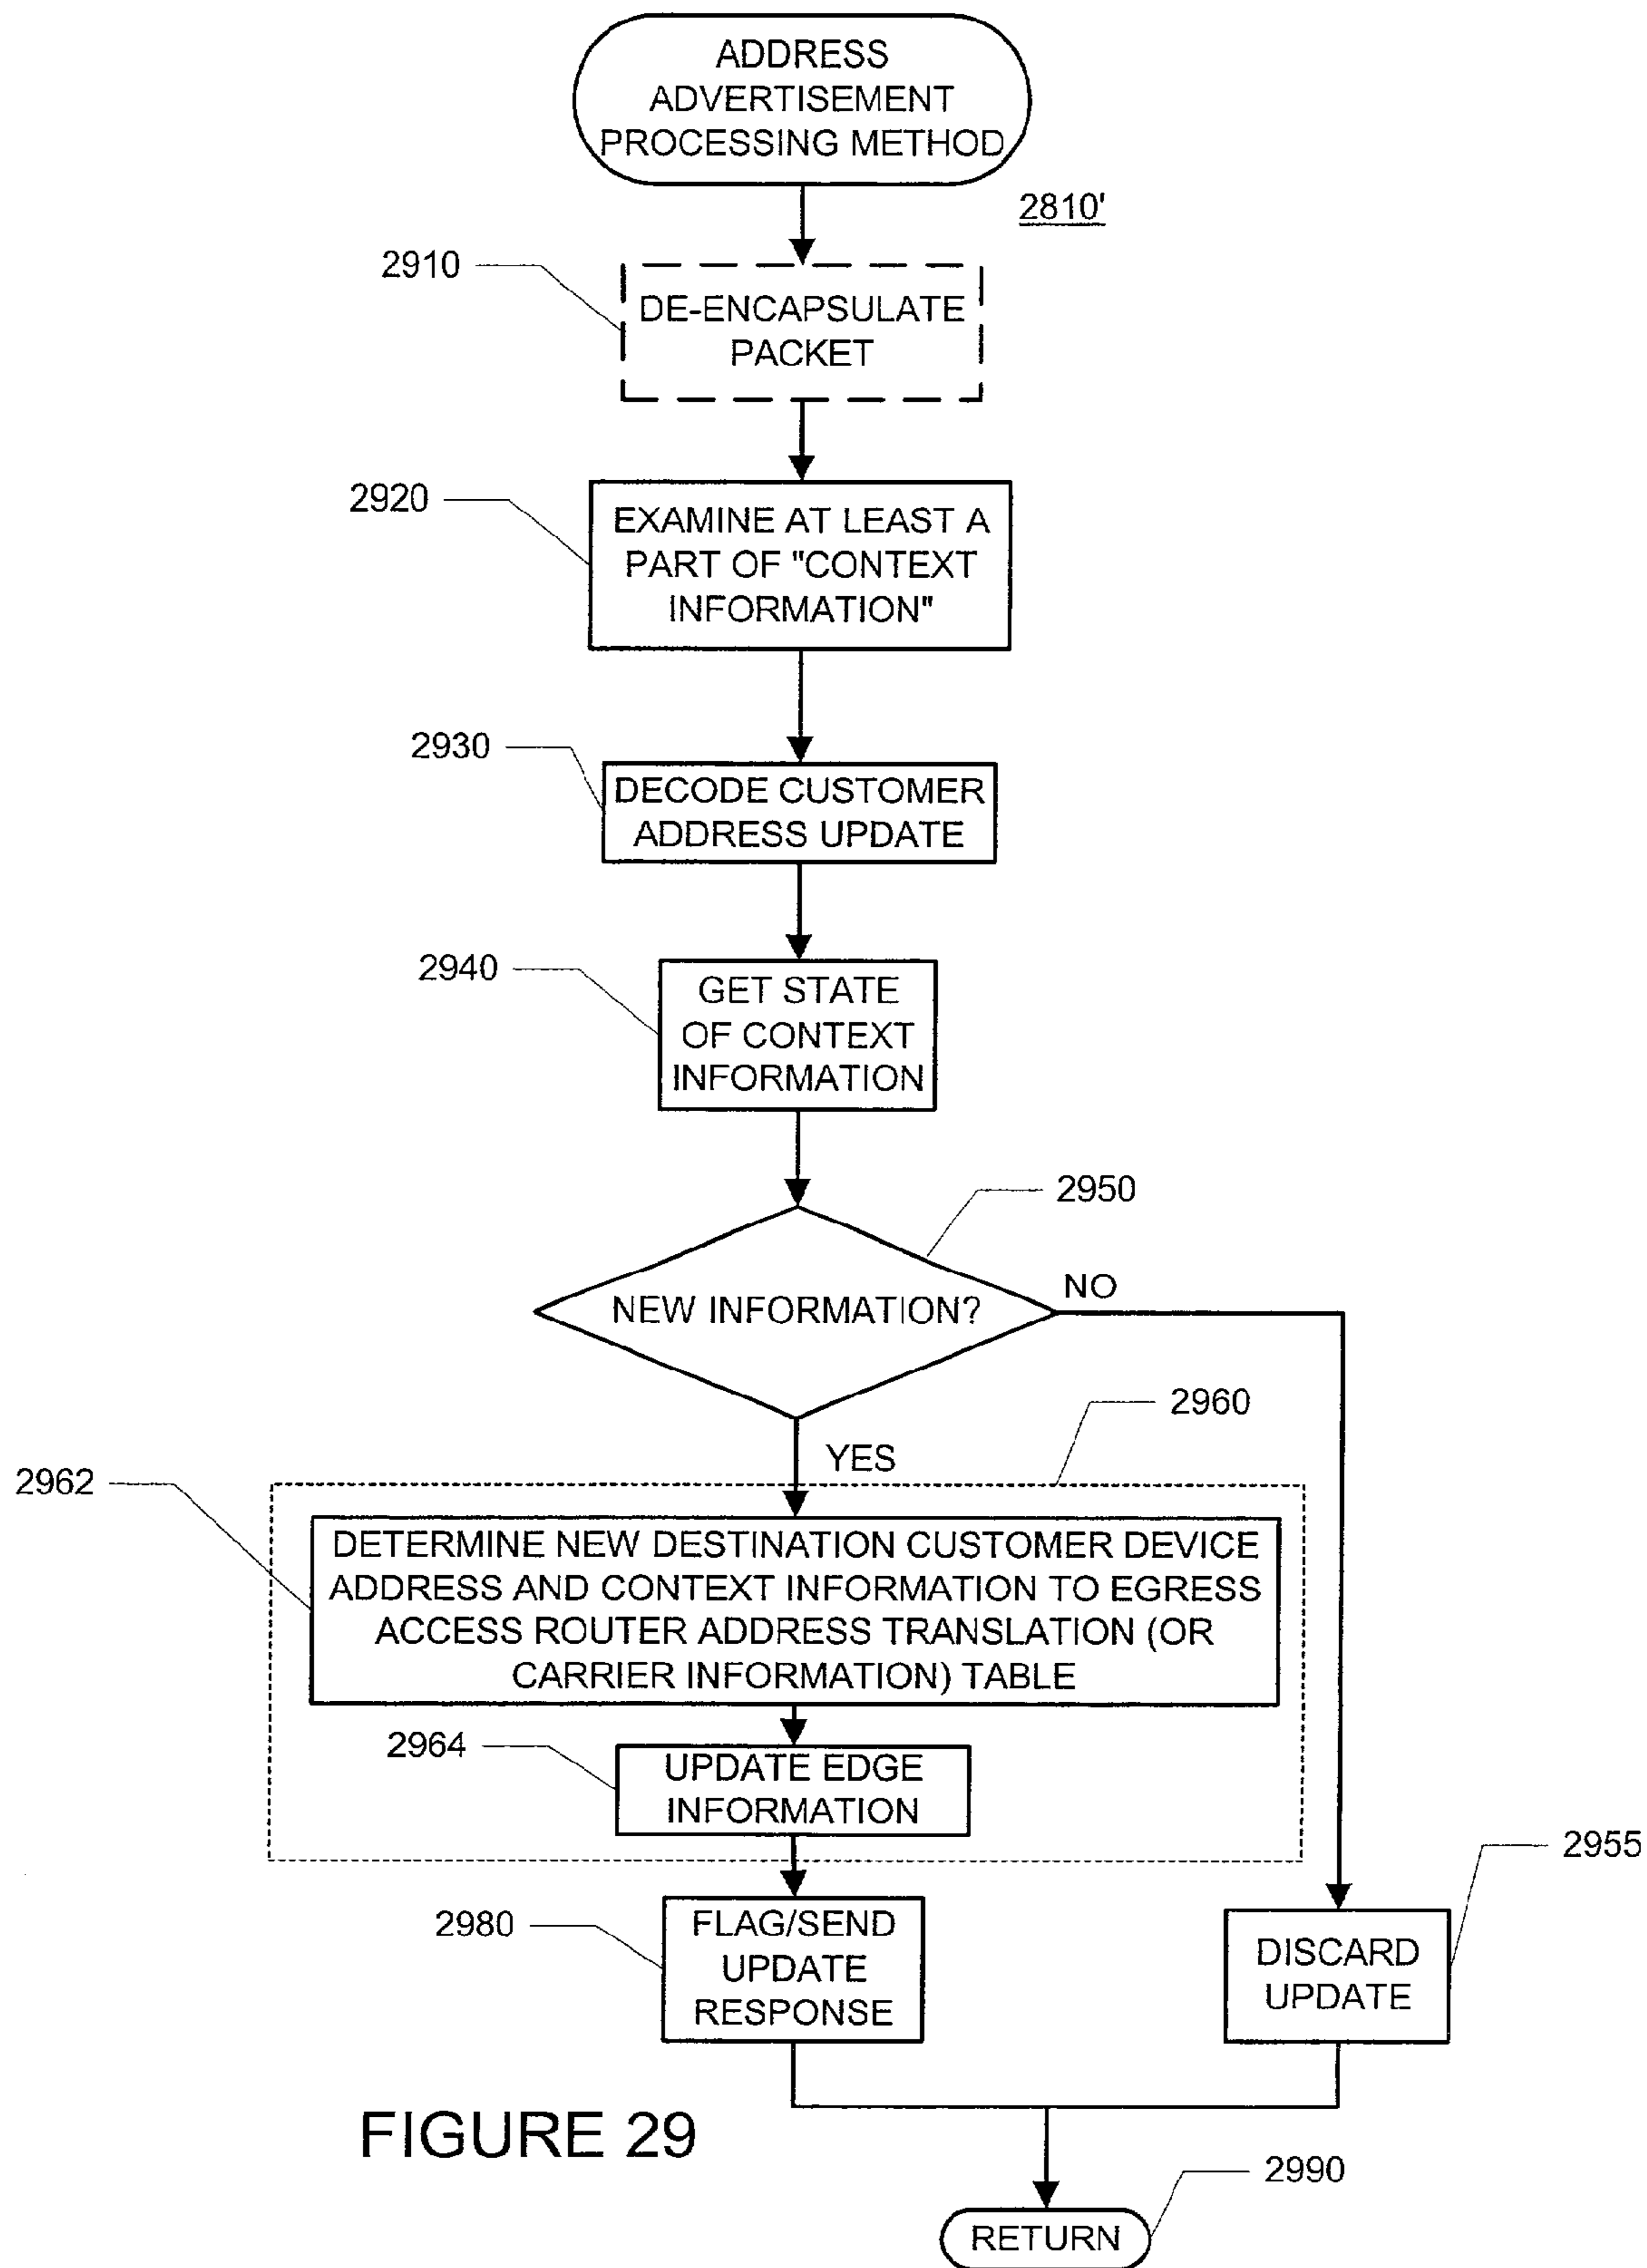 ADDRESS
ADVERTISEMENT
PROCESSING METHOD
2810'
2910
DE-ENCAPSULATE
PACKET
2920
EXAMINE AT LEAST A
PART OF "CONTEXT
INFORMATION"
2930
DECODE CUSTOMER
ADDRESS UPDATE
2940
GET STATE
OF CONTEXT
INFORMATION
2950
NEW INFORMATION?
NO
YES
2960
2962
DETERMINE NEW DESTINATION CUSTOMER DEVICE
ADDRESS AND CONTEXT INFORMATION TO EGRESS
ACCESS ROUTER ADDRESS TRANSLATION (OR
CARRIER INFORMATION) TABLE
2964
UPDATE EDGE
INFORMATION
2980
FLAG/SEND
UPDATE
RESPONSE
2955
DISCARD
UPDATE
FIGURE 29
2990
RETURN